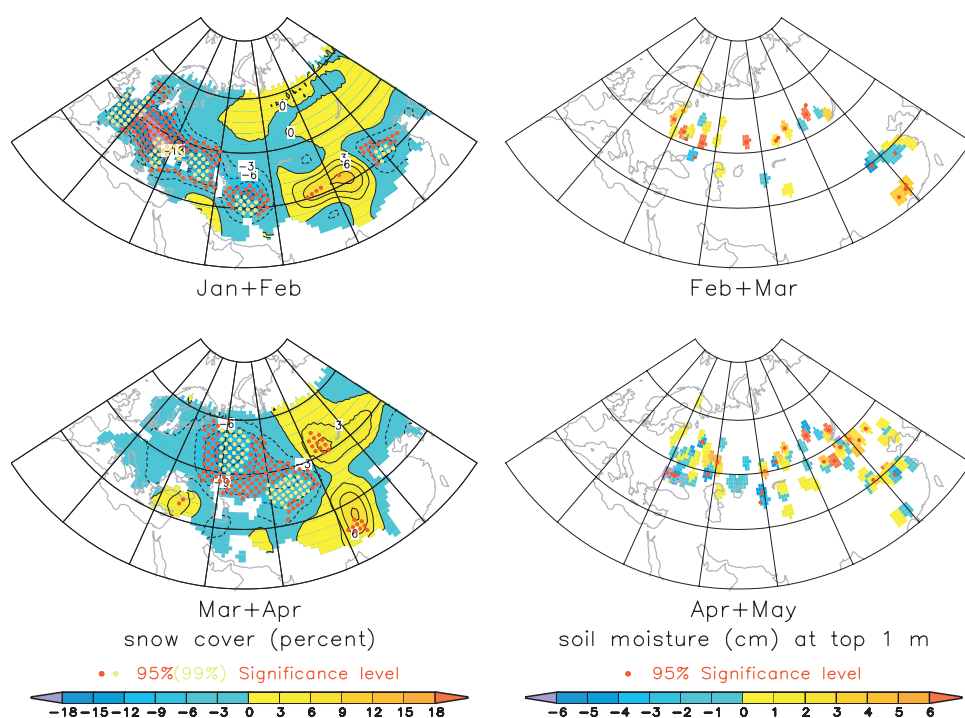 0
0
-13
-3
-6
3
6
Jan+Feb
Feb+Mar
-6
3
-3
-9
6
Mar+Apr
Apr+May
snow cover (percent)
soil moisture (cm) at top 1 m
95%(99%) Significance level
95% Significance level
-18 -15 -12 -9 -6 -3 0 3 6 9 12 15 18
-6 -5 -4 -3 -2 -1 0 1 2 3 4 5 6